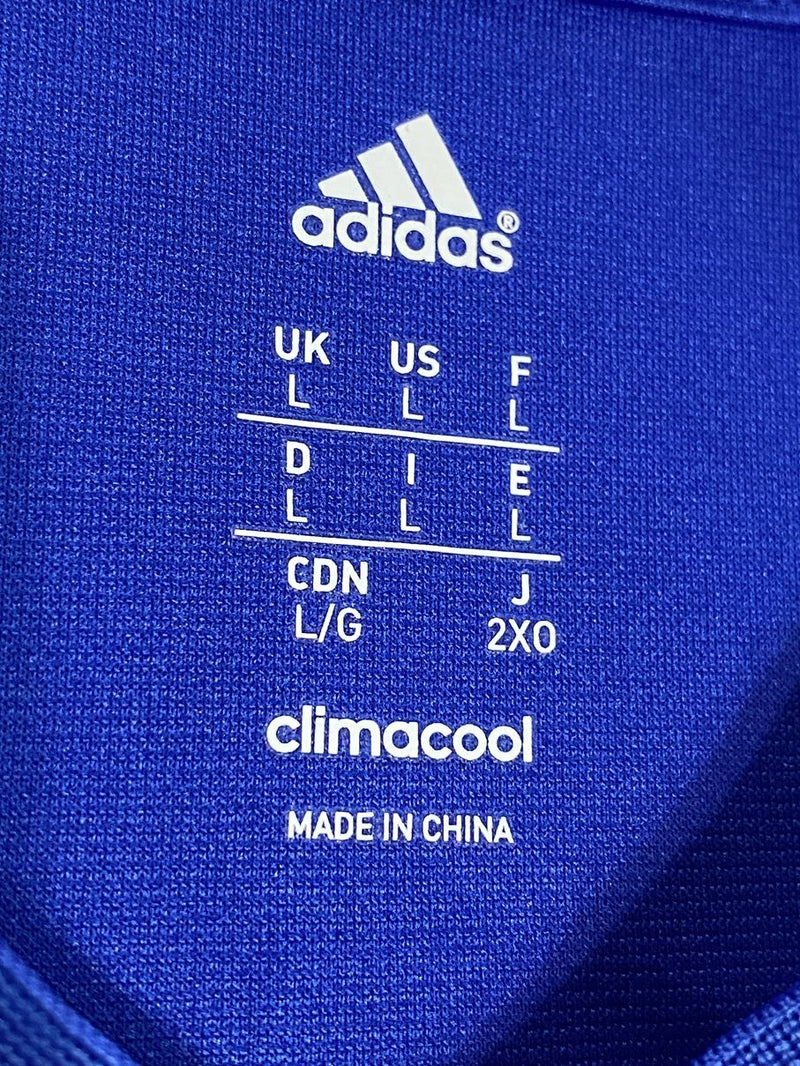 adidas®
UK US F
L L L
D I E
L L L
CDN J
L/G 2XO
climacool
MADE IN CHINA